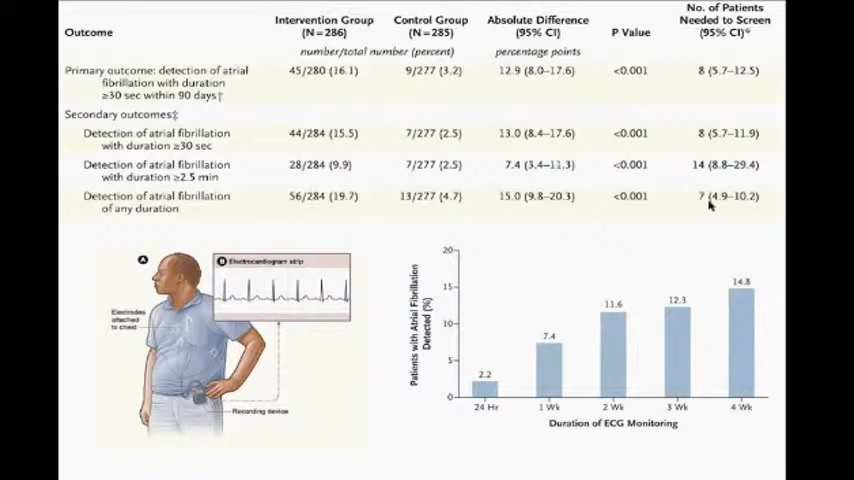 Outcome
Intervention Group
(N=286)
Control Group
(N=285)
Absolute Difference
(95% CI)
P Value
No. of Patients
Needed to Screen
(95% CI)*
number/total number (percent)
percentage points
Primary outcome: detection of atrial
fibrillation with duration
≥30 sec within 90 days†
45/280 (16.1)
9/277 (3.2)
12.9 (8.0–17.6)
<0.001
8 (5.7–12.5)
Secondary outcomes‡
Detection of atrial fibrillation
with duration ≥30 sec
44/284 (15.5)
7/277 (2.5)
13.0 (8.4–17.6)
<0.001
8 (5.7–11.9)
Detection of atrial fibrillation
with duration ≥2.5 min
28/284 (9.9)
7/277 (2.5)
7.4 (3.4–11.3)
<0.001
14 (8.8–29.4)
Detection of atrial fibrillation
of any duration
56/284 (19.7)
13/277 (4.7)
15.0 (9.8–20.3)
<0.001
7 (4.9–10.2)
A
B Electrocardiogram strip
Electrodes
attached
to chest
Recording device
Patients with Atrial Fibrillation
Detected (%)
20
15
10
5
0
2.2
7.4
11.6
12.3
14.8
24 Hr
1 Wk
2 Wk
3 Wk
4 Wk
Duration of ECG Monitoring